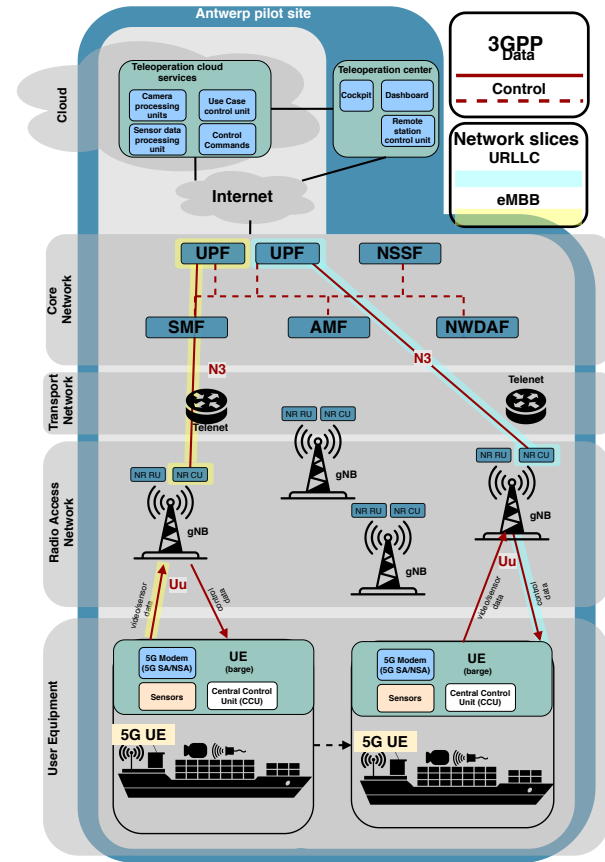 Antwerp pilot site
3GPP
Data
Control
Network slices
URLLC
eMBB
Cloud
Teleoperation cloud
services
Camera
processing
units
Use Case
control unit
Sensor data
processing
unit
Control
Commands
Teleoperation center
Cockpit
Dashboard
Remote
station
control unit
Internet
Core
Network
UPF
UPF
NSSF
SMF
AMF
NWDAF
N3
N3
Transport
Network
Telenet
Telenet
Radio Access
Network
NR RU
NR CU
gNB
NR RU
NR CU
gNB
NR RU
NR CU
gNB
NR RU
NR CU
gNB
Uu
video/sensor
data
control
data
Uu
video/sensor
data
control
data
User Equipment
5G Modem
(5G SA/NSA)
UE
(barge)
Sensors
Central Control
Unit (CCU)
5G UE
5G Modem
(5G SA/NSA)
UE
(barge)
Sensors
Central Control
Unit (CCU)
5G UE